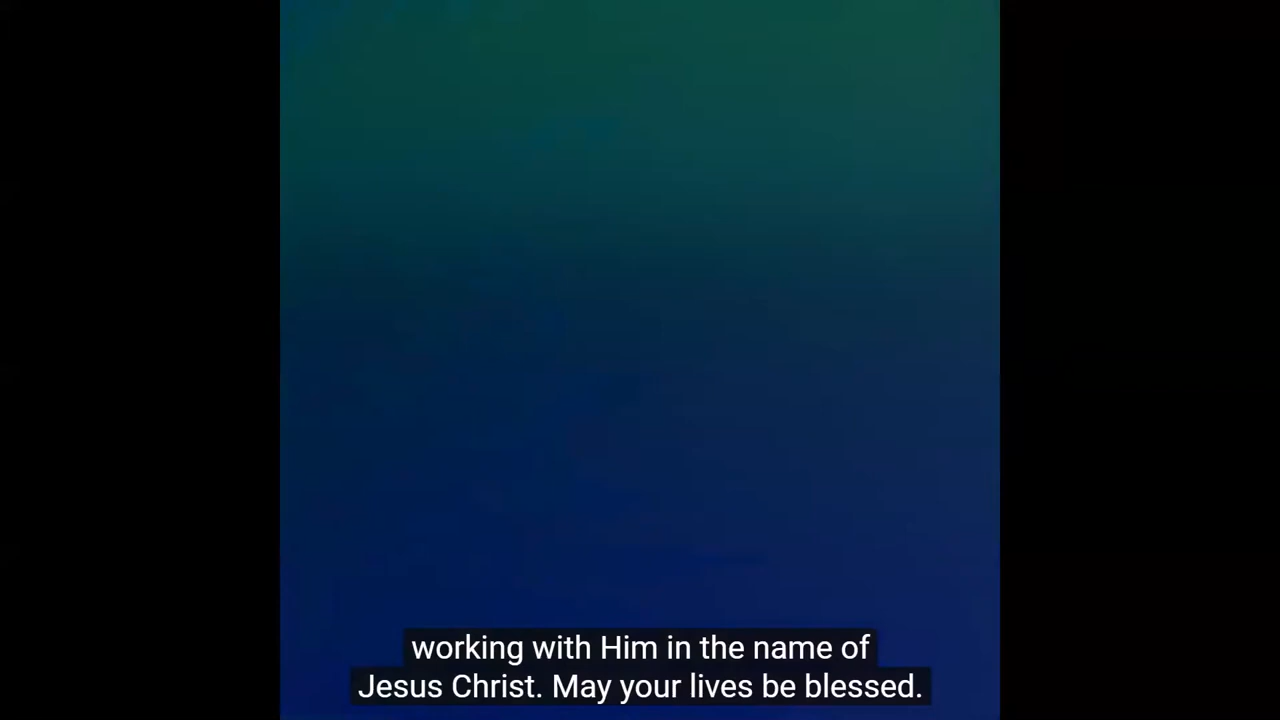 working with Him in the name of
Jesus Christ. May your lives be blessed.